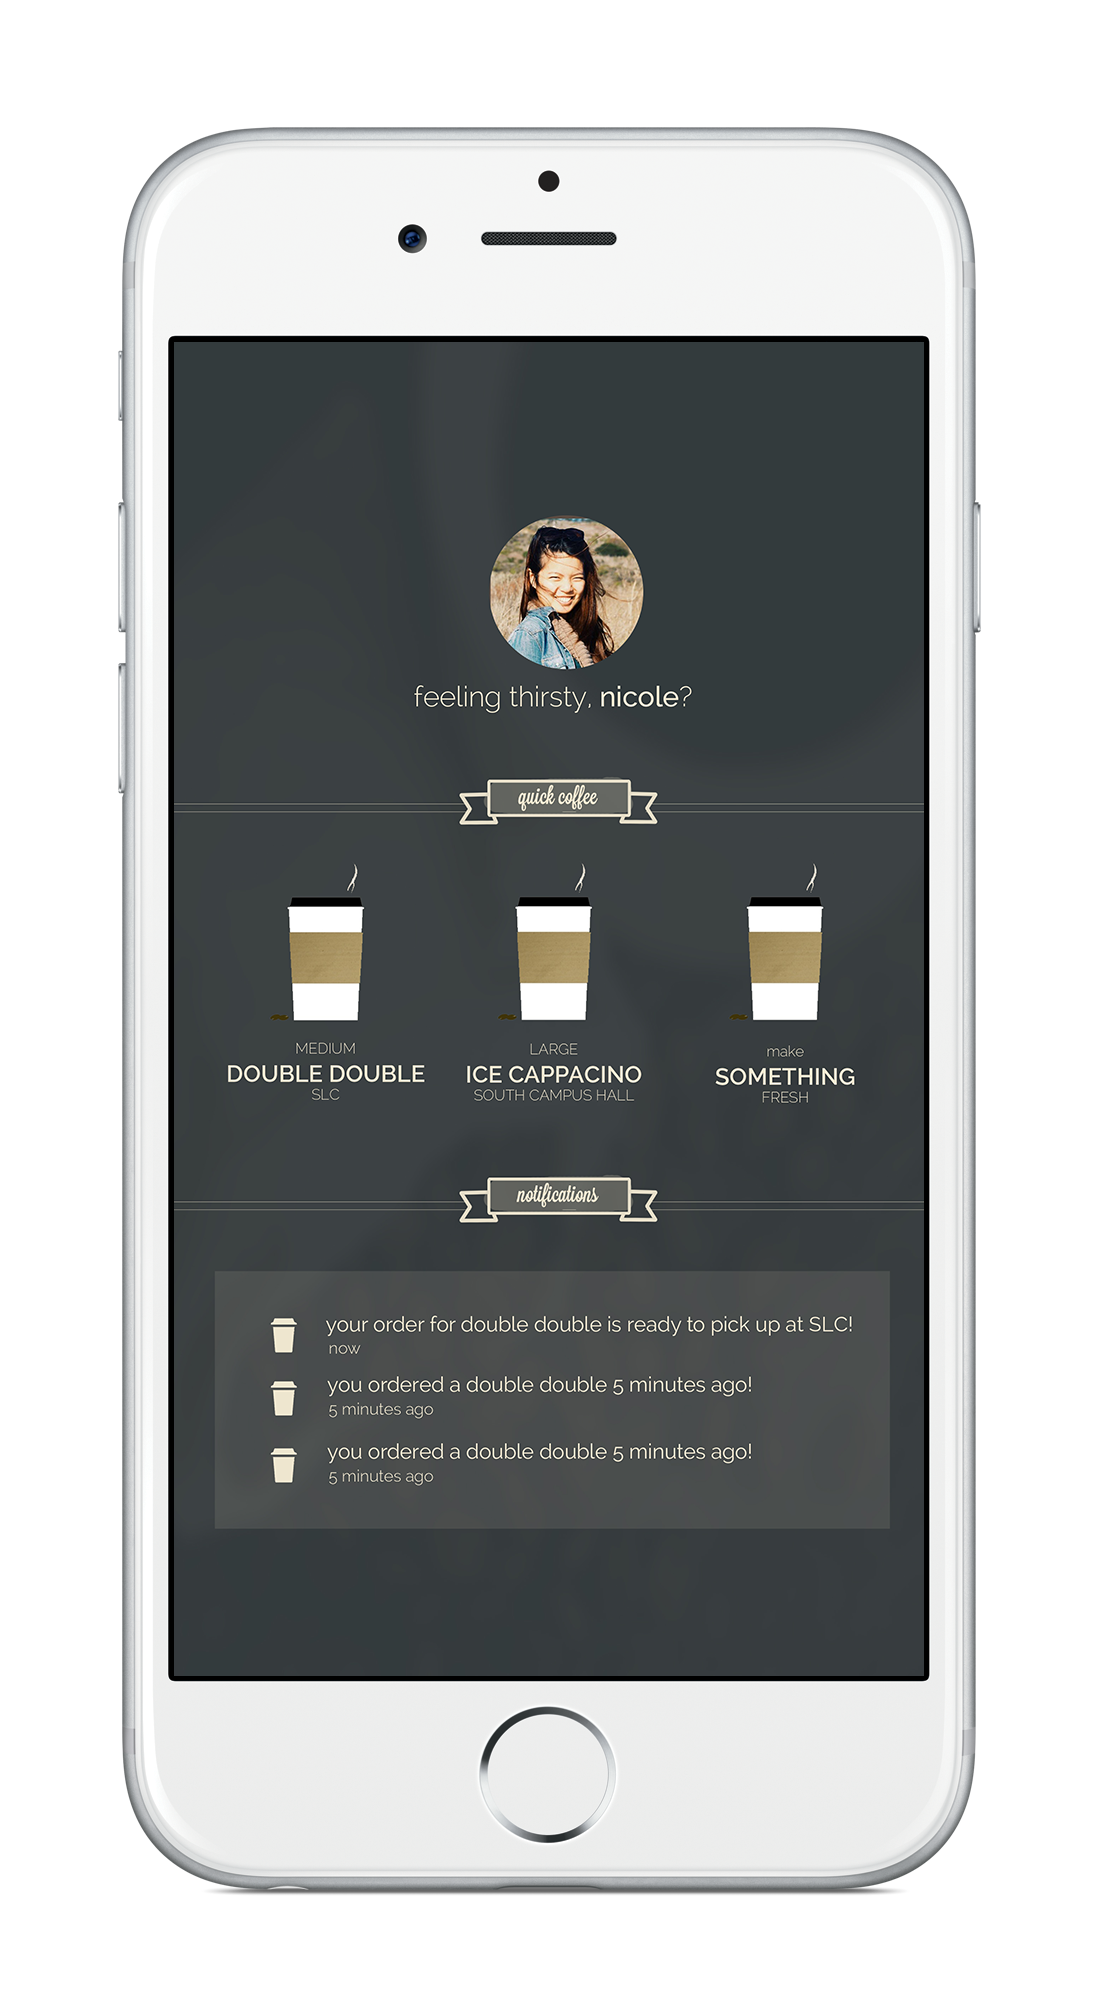 feeling thirsty, nicole?
quick coffee
MEDIUM
DOUBLE DOUBLE
SLC
LARGE
ICE CAPPACINO
SOUTH CAMPUS HALL
make
SOMETHING
FRESH
notifications
your order for double double is ready to pick up at SLC!
now
you ordered a double double 5 minutes ago!
5 minutes ago
you ordered a double double 5 minutes ago!
5 minutes ago